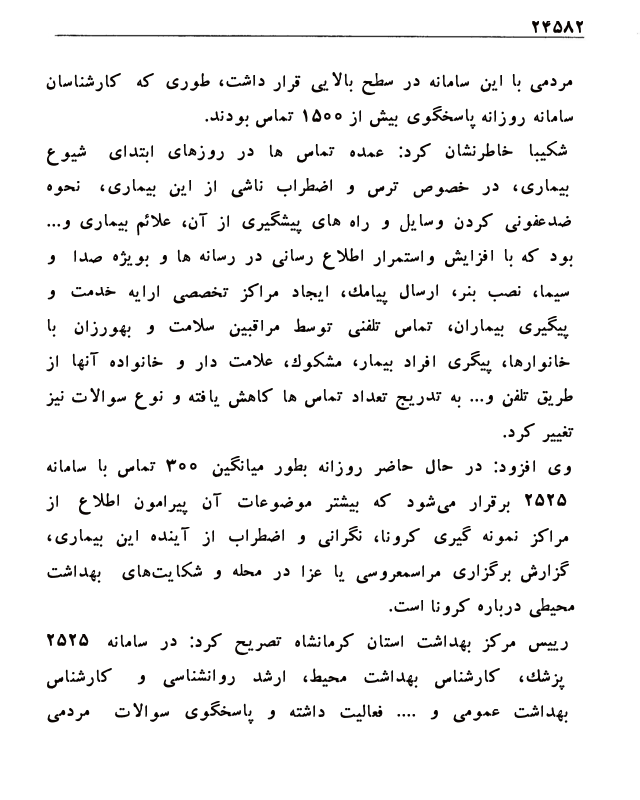 ۲۴۵۸۲
مردمی با این سامانه در سطح بالایی قرار داشت، طوری که کارشناسان
سامانه روزانه پاسخگوی بیش از ۱۵۰۰ تماس بودند.
شکیبا خاطرنشان کرد: عمده تماس ها در روزهای ابتدای شیوع
بیماری، در خصوص ترس و اضطراب ناشی از این بیماری، نحوه
ضدعفونی کردن وسایل و راه های پیشگیری از آن، علائم بیماری و...
بود که با افزایش واستمرار اطلاع رسانی در رسانه ها و بویژه صدا و
سیما، نصب بنر، ارسال پیامك، ایجاد مراکز تخصصی ارایه خدمت و
پیگیری بیماران، تماس تلفنی توسط مراقبین سلامت و بهورزان با
خانوارها، پیگری افراد بیمار، مشکوك، علامت دار و خانواده آنها از
طریق تلفن و... به تدریج تعداد تماس ها کاهش یافته و نوع سوالات نیز
تغییر کرد.
وی افزود: در حال حاضر روزانه بطور میانگین ۳۰۰ تماس با سامانه
۲۵۲۵ برقرار می‌شود که بیشتر موضوعات آن پیرامون اطلاع از
مراکز نمونه گیری کرونا، نگرانی و اضطراب از آینده این بیماری،
گزارش برگزاری مراسمعروسی یا عزا در محله و شکایت‌های بهداشت
محیطی درباره کرونا است.
رییس مرکز بهداشت استان کرمانشاه تصریح کرد: در سامانه ۲۵۲۵
پزشك، کارشناس بهداشت محیط، ارشد روانشناسی و کارشناس
بهداشت عمومی و .... فعالیت داشته و پاسخگوی سوالات مردمی